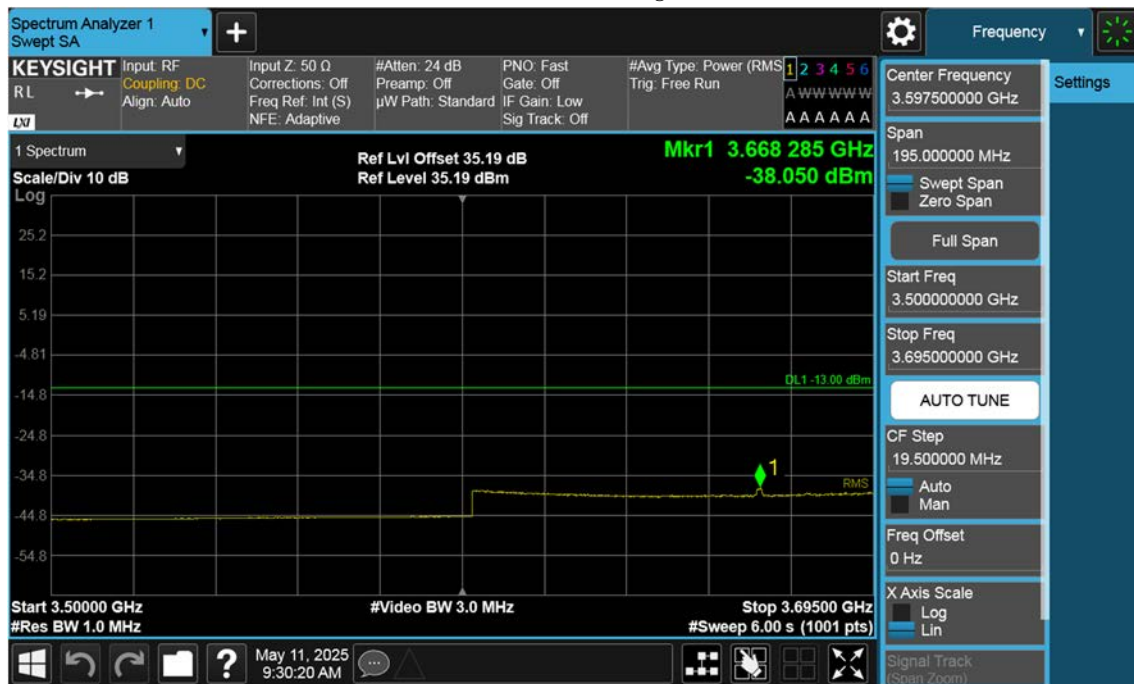 Spectrum Analyzer 1
Swept SA
+
Frequency
KEYSIGHT
RL
LXI
Input: RF
Coupling: DC
Align: Auto
Input Z: 50 Ω
Corrections: Off
Freq Ref: Int (S)
NFE: Adaptive
#Atten: 24 dB
Preamp: Off
µW Path: Standard
PNO: Fast
Gate: Off
IF Gain: Low
Sig Track: Off
#Avg Type: Power (RMS
Trig: Free Run
1 2 3 4 5 6
A W W W W W
A A A A A A
1 Spectrum
Scale/Div 10 dB
Ref Lvl Offset 35.19 dB
Ref Level 35.19 dBm
Mkr1 3.668 285 GHz
-38.050 dBm
Log
25.2
15.2
5.19
-4.81
-14.8
-24.8
-34.8
-44.8
-54.8
DL1 -13.00 dBm
1
RMS
Start 3.50000 GHz
#Res BW 1.0 MHz
#Video BW 3.0 MHz
Stop 3.69500 GHz
#Sweep 6.00 s (1001 pts)
Center Frequency
3.597500000 GHz
Span
195.000000 MHz
Swept Span
Zero Span
Full Span
Start Freq
3.500000000 GHz
Stop Freq
3.695000000 GHz
AUTO TUNE
CF Step
19.500000 MHz
Auto
Man
Freq Offset
0 Hz
X Axis Scale
Log
Lin
Signal Track
(Span Zoom)
Settings
?
May 11, 2025
9:30:20 AM